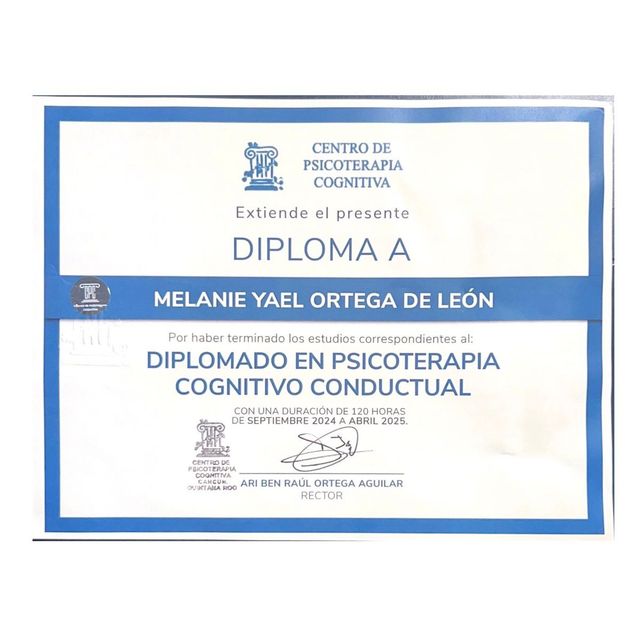 CENTRO DE
PSICOTERAPIA
COGNITIVA
Extiende el presente
DIPLOMA A
MELANIE YAEL ORTEGA DE LEÓN
Por haber terminado los estudios correspondientes al:
DIPLOMADO EN PSICOTERAPIA
COGNITIVO CONDUCTUAL
CON UNA DURACIÓN DE 120 HORAS
DE SEPTIEMBRE 2024 A ABRIL 2025.
CENTRO DE
PSICOTERAPIA
COGNITIVA
CANCUN,
QUINTANA ROO
ARI BEN RAÚL ORTEGA AGUILAR
RECTOR